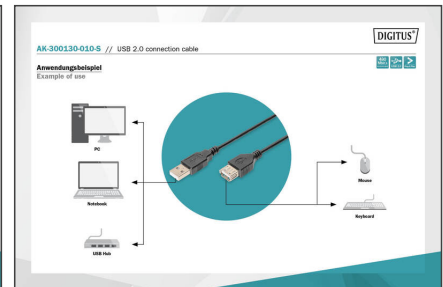 DIGITUS®
AK-300130-010-S // USB 2.0 connection cable
Anwendungsbeispiel
Example of use
PC
Notebook
USB Hub
Mouse
Keyboard